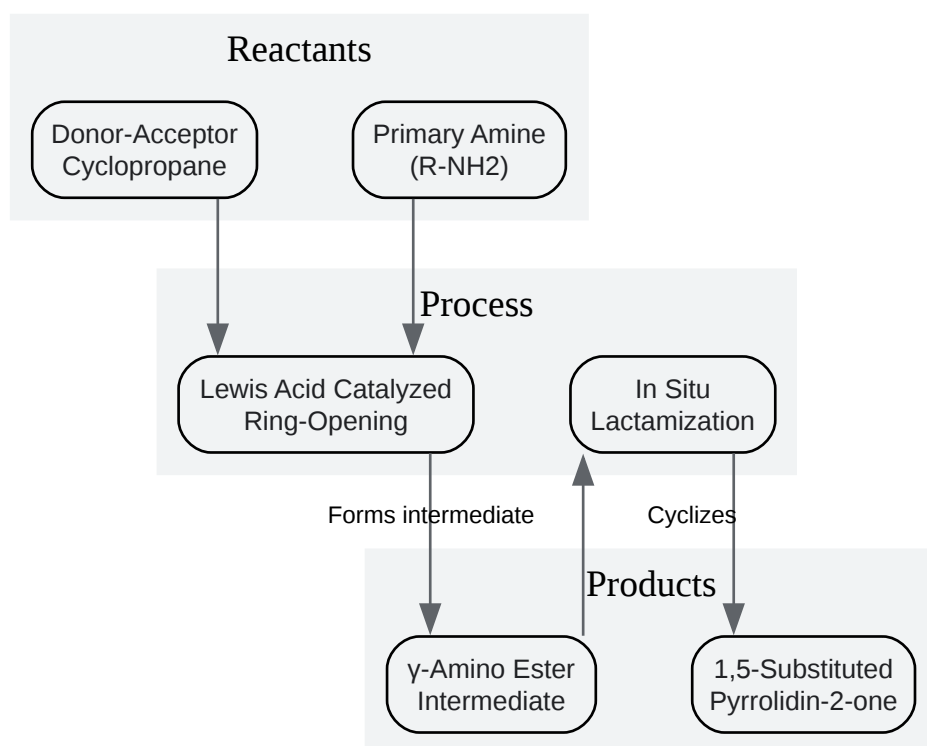 Reactants
Donor-Acceptor
Cyclopropane
Primary Amine
(R-NH2)
Process
Lewis Acid Catalyzed
Ring-Opening
In Situ
Lactamization
Forms intermediate
Cyclizes
Products
γ-Amino Ester
Intermediate
1,5-Substituted
Pyrrolidin-2-one